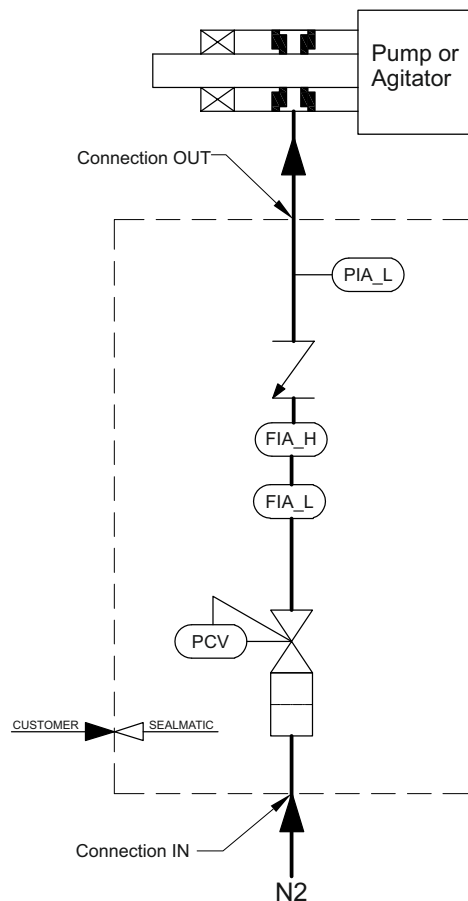 Pump or
Agitator
Connection OUT
PIA_L
FIA_H
FIA_L
PCV
CUSTOMER
SEALMATIC
Connection IN
N2